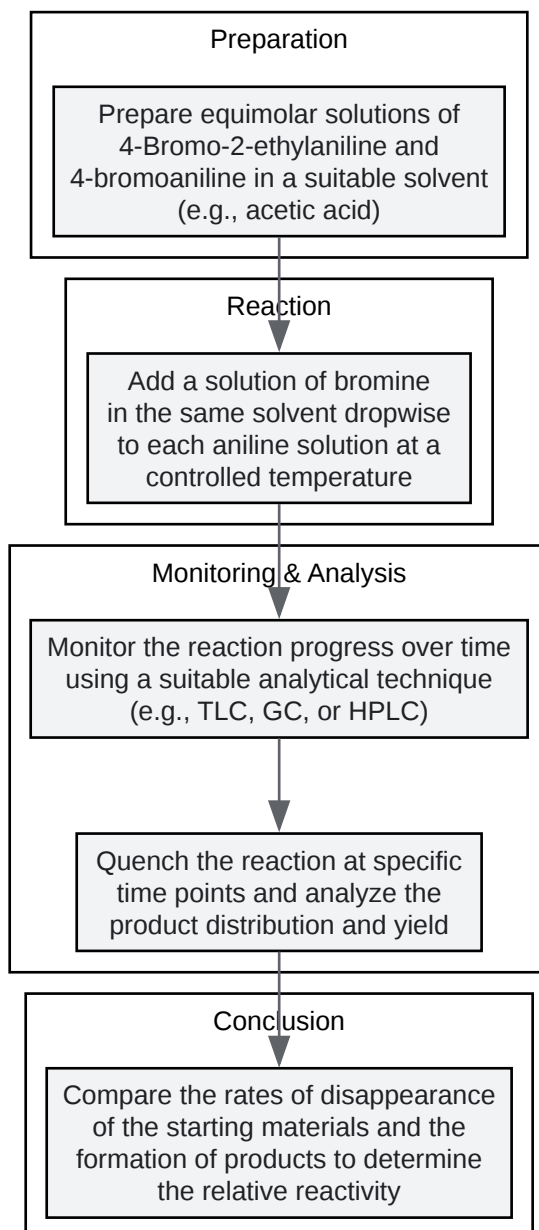 Preparation
Prepare equimolar solutions of
4-Bromo-2-ethylaniline and
4-bromoaniline in a suitable solvent
(e.g., acetic acid)
Reaction
Add a solution of bromine
in the same solvent dropwise
to each aniline solution at a
controlled temperature
Monitoring & Analysis
Monitor the reaction progress over time
using a suitable analytical technique
(e.g., TLC, GC, or HPLC)
Quench the reaction at specific
time points and analyze the
product distribution and yield
Conclusion
Compare the rates of disappearance
of the starting materials and the
formation of products to determine
the relative reactivity